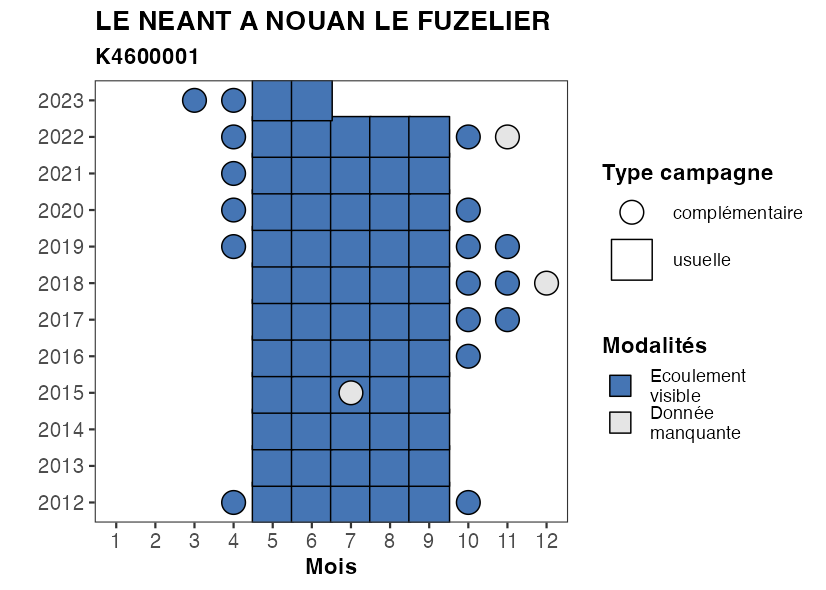 LE NEANT A NOUAN LE FUZELIER
K4600001
2023
2022
2021
2020
2019
2018
2017
2016
2015
2014
2013
2012
1 2 3 4 5 6 7 8 9 10 11 12
Mois
Type campagne
complémentaire
usuelle
Modalités
Ecoulement
visible
Donnée
manquante